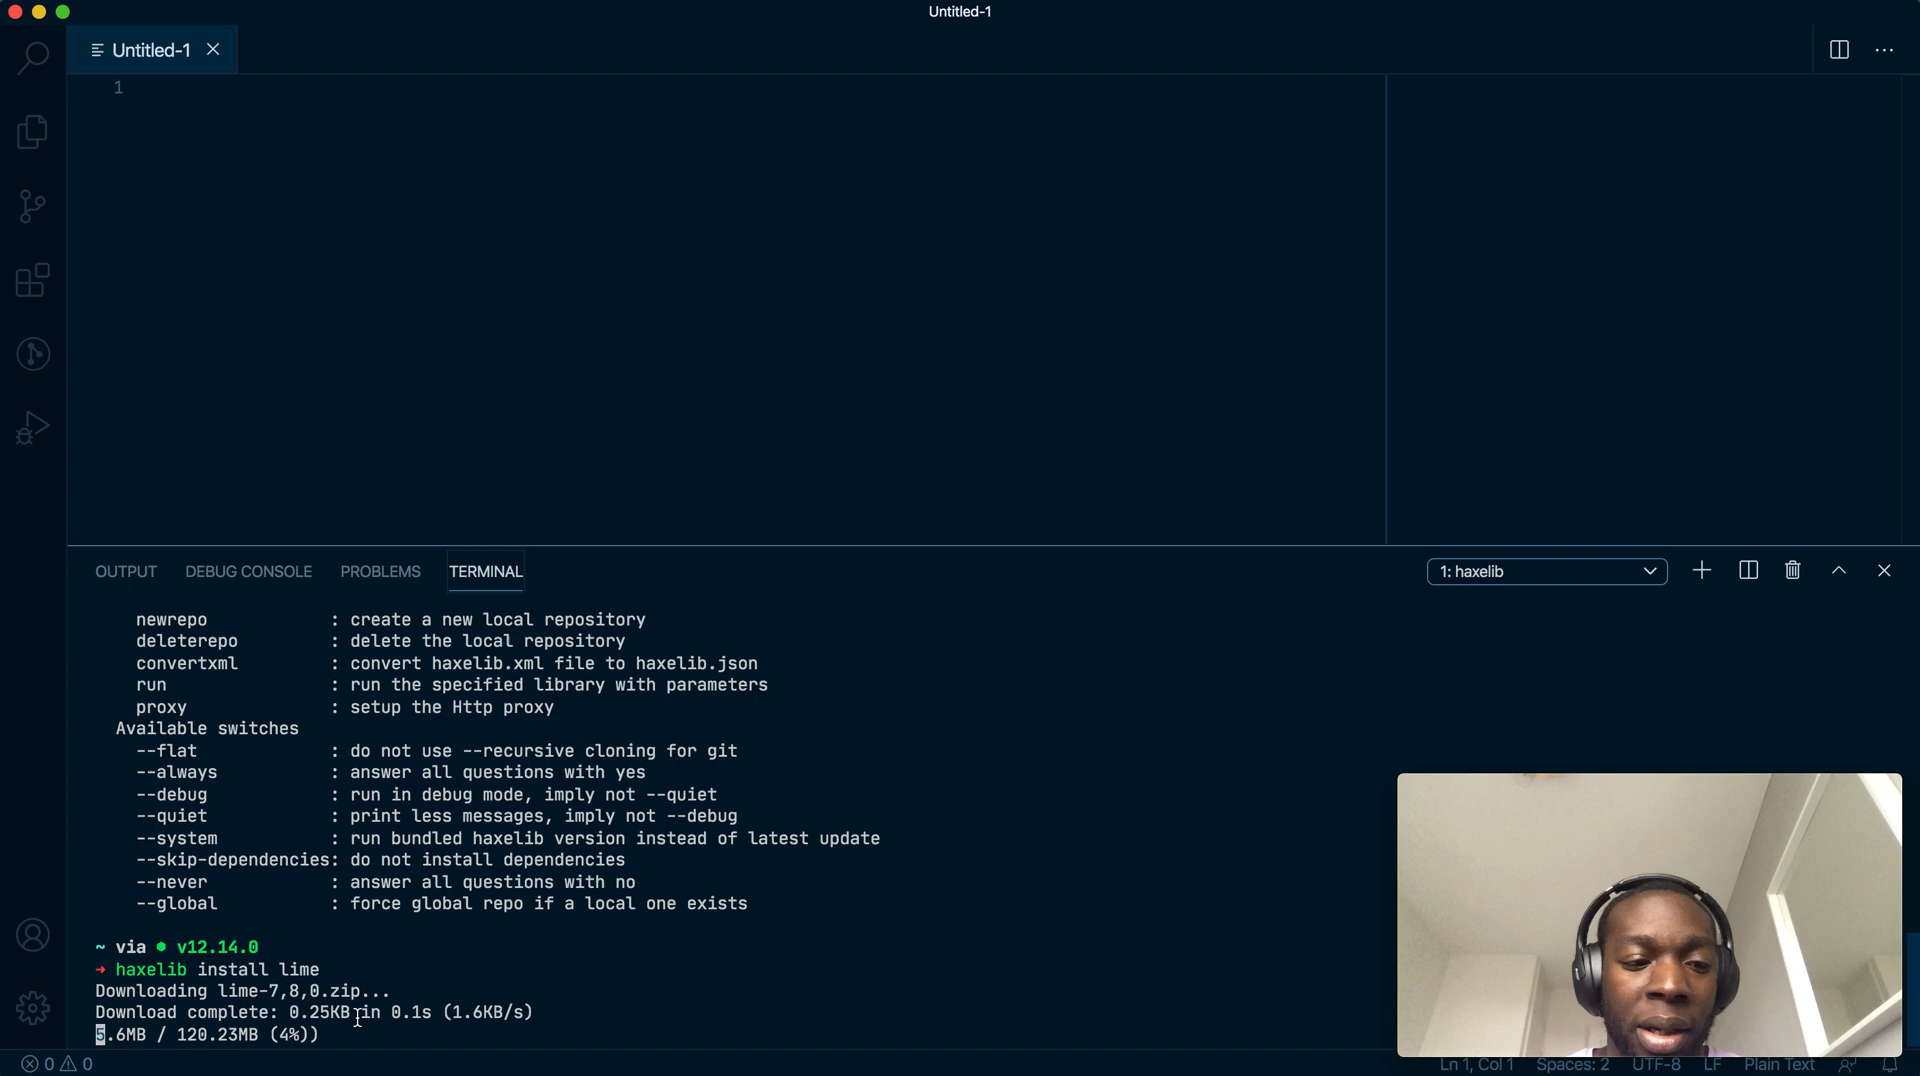 Untitled-1
Untitled-1
1
OUTPUT DEBUG CONSOLE PROBLEMS TERMINAL 1: haxelib
newrepo : create a new local repository
deleterepo : delete the local repository
convertxml : convert haxelib.xml file to haxelib.json
run : run the specified library with parameters
proxy : setup the Http proxy
Available switches
--flat : do not use --recursive cloning for git
--always : answer all questions with yes
--debug : run in debug mode, imply not --quiet
--quiet : print less messages, imply not --debug
--system : run bundled haxelib version instead of latest update
--skip-dependencies: do not install dependencies
--never : answer all questions with no
--global : force global repo if a local one exists
~ via ● v12.14.0
➜ haxelib install lime
Downloading lime-7,8,0.zip...
Download complete: 0.25KB in 0.1s (1.6KB/s)
5.6MB / 120.23MB (4%))
0 0 Ln 1, Col 1 Spaces: 2 UTF-8 LF Plain Text